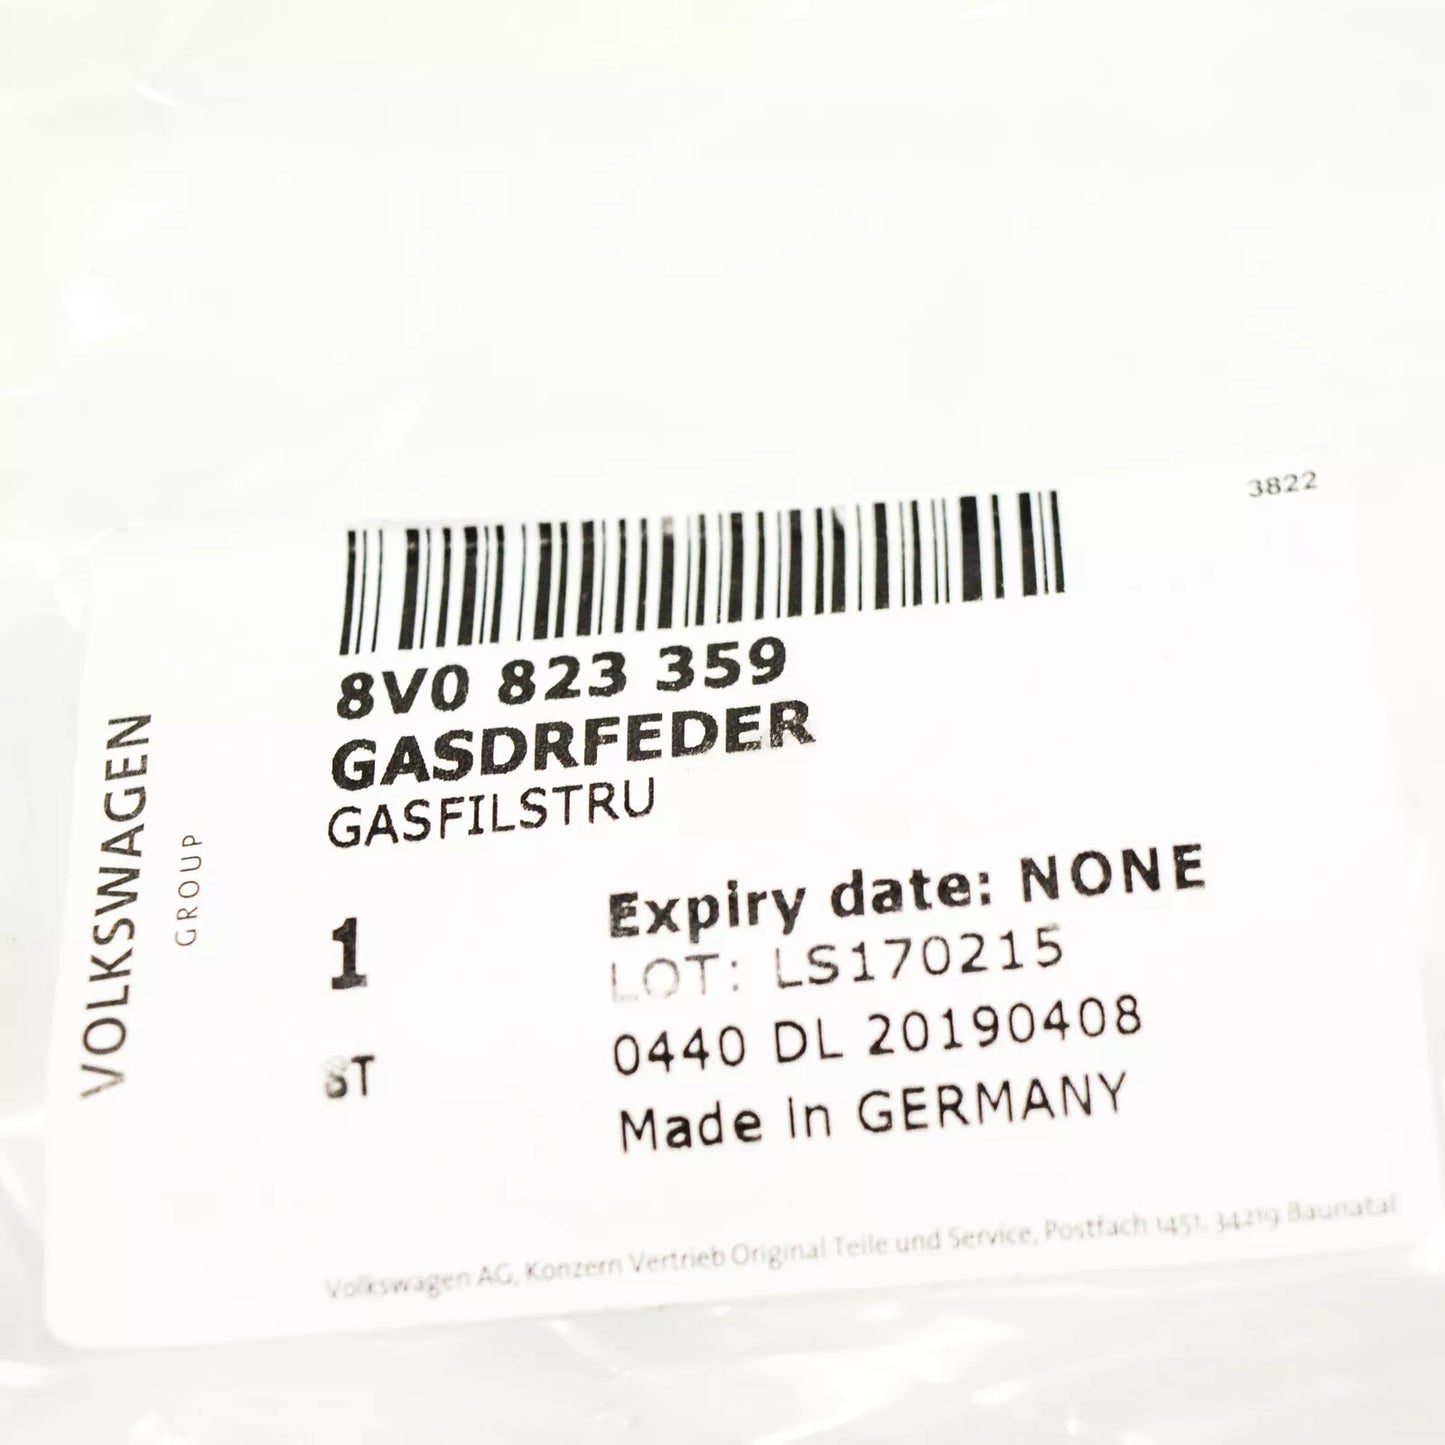 3822
8V0 823 359
GASDRFEDER
GASFILSTRU
1
ST
Expiry date: NONE
LOT: LS170215
0440 DL 20190408
Made in GERMANY
VOLKSWAGEN
GROUP
Volkswagen AG, Konzern Vertrieb Original Teile und Service, Postfach 1451, 34219 Baunatal